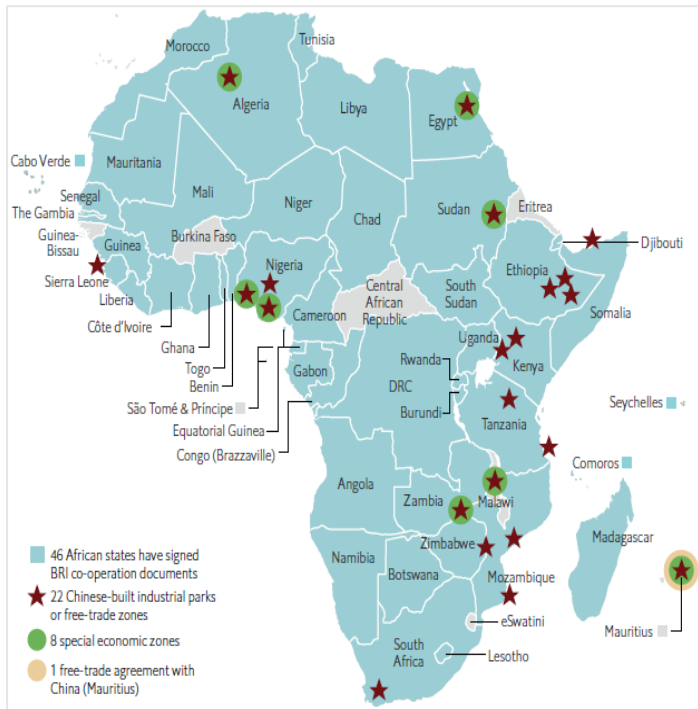 Tunisia
Morocco
Algeria
Libya
Egypt
Cabo Verde
Mauritania
Mali
Niger
Chad
Sudan
Eritrea
Senegal
The Gambia
Guinea-
Bissau
Guinea
Burkina Faso
Djibouti
Nigeria
Ethiopia
Sierra Leone
Liberia
Central
African
Republic
South
Sudan
Somalia
Côte d'Ivoire
Cameroon
Ghana
Togo
Benin
Uganda
Kenya
Gabon
Rwanda
DRC
São Tomé & Príncipe
Burundi
Seychelles
Equatorial Guinea
Tanzania
Congo (Brazzaville)
Comoros
Angola
Zambia
Malawi
Madagascar
Zimbabwe
Namibia
Botswana
Mozambique
eSwatini
Mauritius
South
Africa
Lesotho
46 African states have signed
BRI co-operation documents
22 Chinese-built industrial parks
or free-trade zones
8 special economic zones
1 free-trade agreement with
China (Mauritius)